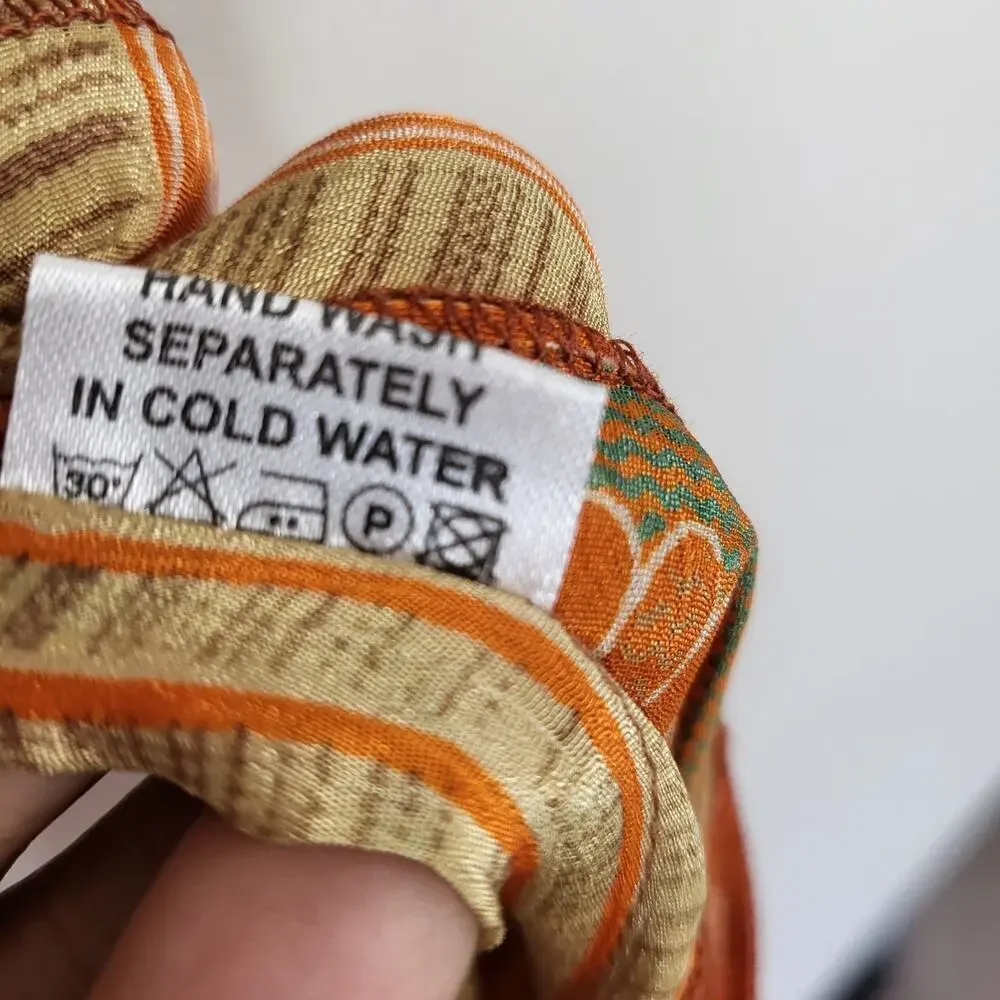 HAND WASH
SEPARATELY
IN COLD WATER
30° P